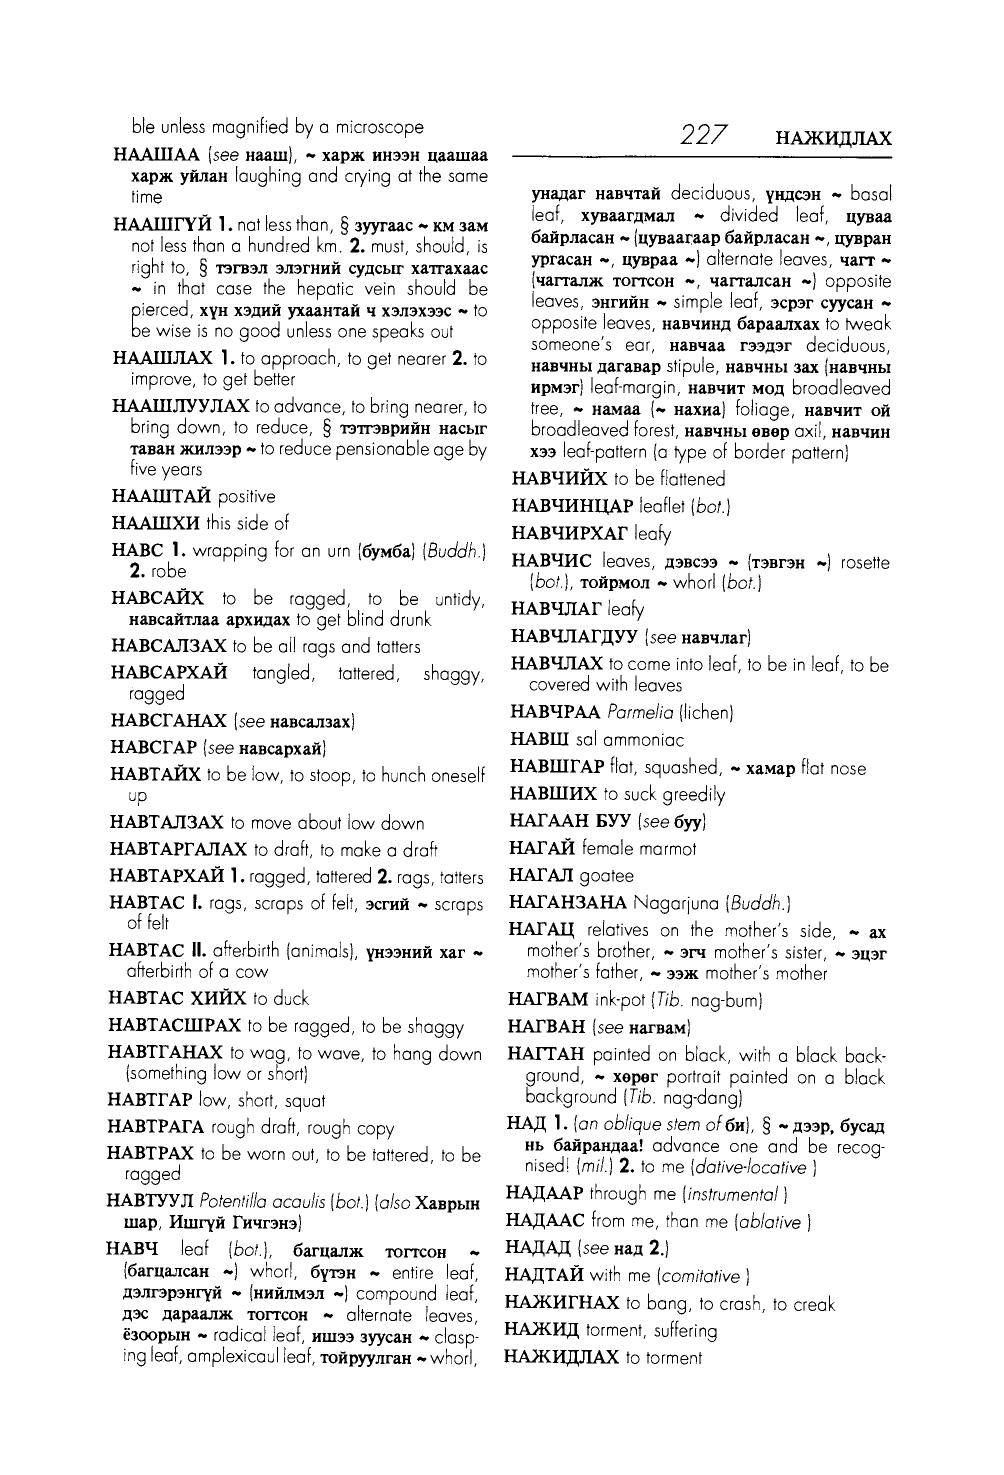 227 НАЖИДЛАХ
ble unless magnified by a microscope
НААШАА (see нааш), ~ харж инээн цаашаа
харж уйлан laughing and crying at the same
time
НААШГҮЙ 1. not less than, § зуугаас ~ км зам
not less than a hundred km. 2. must, should, is
right to, § тэгвэл элэгний судсыг хатгахаас
~ in that case the hepatic vein should be
pierced, хүн хэдий ухаантай ч хэлэхээс ~ to
be wise is no good unless one speaks out
НААШЛАХ 1. to approach, to get nearer 2. to
improve, to get better
НААШЛУУЛАХ to advance, to bring nearer, to
bring down, to reduce, § тэтгэврийн насыг
таван жилээр ~ to reduce pensionable age by
five years
НААШТАЙ positive
НААШХИ this side of
НАВС 1. wrapping for an urn (бумба) (Buddh.)
2. robe
НАВСАЙХ to be ragged, to be untidy,
навсайтлаа архидах to get blind drunk
НАВСАЛЗАХ to be all rags and tatters
НАВСАРХАЙ tangled, tattered, shaggy,
ragged
НАВСГАНАХ (see навсалзах)
НАВСГАР (see навсархай)
НАВТАЙХ to be low, to stoop, to hunch oneself
up
НАВТАЛЗАХ to move about low down
НАВТАРГАЛАХ to draft, to make a draft
НАВТАРХАЙ 1. ragged, tattered 2. rags, tatters
НАВТАС I. rags, scraps of felt, эсгий ~ scraps
of felt
НАВТАС II. afterbirth (animals), үнээний хаг ~
afterbirth of a cow
НАВТАС ХИЙХ to duck
НАВТАСШРАХ to be ragged, to be shaggy
НАВТГАНАХ to wag, to wave, to hang down
(something low or short)
НАВТГАР low, short, squat
НАВТРАГА rough draft, rough copy
НАВТРАХ to be worn out, to be tattered, to be
ragged
НАВТУУЛ Potentilla acaulis (bot.) (also Хаврын
шар, Ишгүй Гичгэнэ)
НАВЧ leaf (bot.), багцалж тогтсон ~
(багцалсан ~) whorl, бүтэн ~ entire leaf,
дэлгэрэнгүй ~ (нийлмэл ~) compound leaf,
дэс дараалж тогтсон ~ alternate leaves,
ёзоорын ~ radical leaf, ишээ зуусан ~ clasp-
ing leaf, amplexicaul leaf, тойруулган ~ whorl,
унадаг навчтай deciduous, үндсэн ~ basal
leaf, хуваагдмал ~ divided leaf, цуваа
байрласан ~ (цуваагаар байрласан ~, цувран
ургасан ~, цувраа ~) alternate leaves, чагт ~
(чагталж тогтсон ~, чагталсан ~) opposite
leaves, энгийн ~ simple leaf, эсрэг суусан ~
opposite leaves, навчинд бараалхах to tweak
someone's ear, навчаа гээдэг deciduous,
навчны дагавар stipule, навчны зах (навчны
ирмэг) leaf-margin, навчит мод broadleaved
tree, ~ намаа (~ нахиа) foliage, навчит ой
broadleaved forest, навчны өвөр axil, навчин
хээ leaf-pattern (a type of border pattern)
НАВЧИЙХ to be flattened
НАВЧИНЦАР leaflet (bot.)
НАВЧИРХАГ leafy
НАВЧИС leaves, дэвсээ ~ (тэвгэн ~) rosette
(bot.), тойрмол ~ whorl (bot.)
НАВЧЛАГ leafy
НАВЧЛАГДУУ (see навчлаг)
НАВЧЛАХ to come into leaf, to be in leaf, to be
covered with leaves
НАВЧРАА Parmelia (lichen)
НАВШ sal ammoniac
НАВШГАР flat, squashed, ~ хамар flat nose
НАВШИХ to suck greedily
НАГААН БУУ (see буу)
НАГАЙ female marmot
НАГАЛ goatee
НАГАНЗАНА Nagarjuna (Buddh.)
НАГАЦ relatives on the mother's side, ~ ах
mother's brother, ~ эгч mother's sister, ~ эцэг
mother's father, ~ ээж mother's mother
НАГВАМ ink-pot (Tib. nag-bum)
НАГВАН (see нагвам)
НАГТАН painted on black, with a black back-
ground, ~ хөрөг portrait painted on a black
background (Tib. nag-dang)
НАД 1. (an oblique stem of би), § ~ дээр, бусад
нь байрандаа! advance one and be recog-
nised! (mil.) 2. to me (dative-locative )
НАДААР through me (instrumental )
НАДААС from me, than me (ablative )
НАДАД (see над 2.)
НАДТАЙ with me (comitative )
НАЖИГНАХ to bang, to crash, to creak
НАЖИД torment, suffering
НАЖИДЛАХ to torment